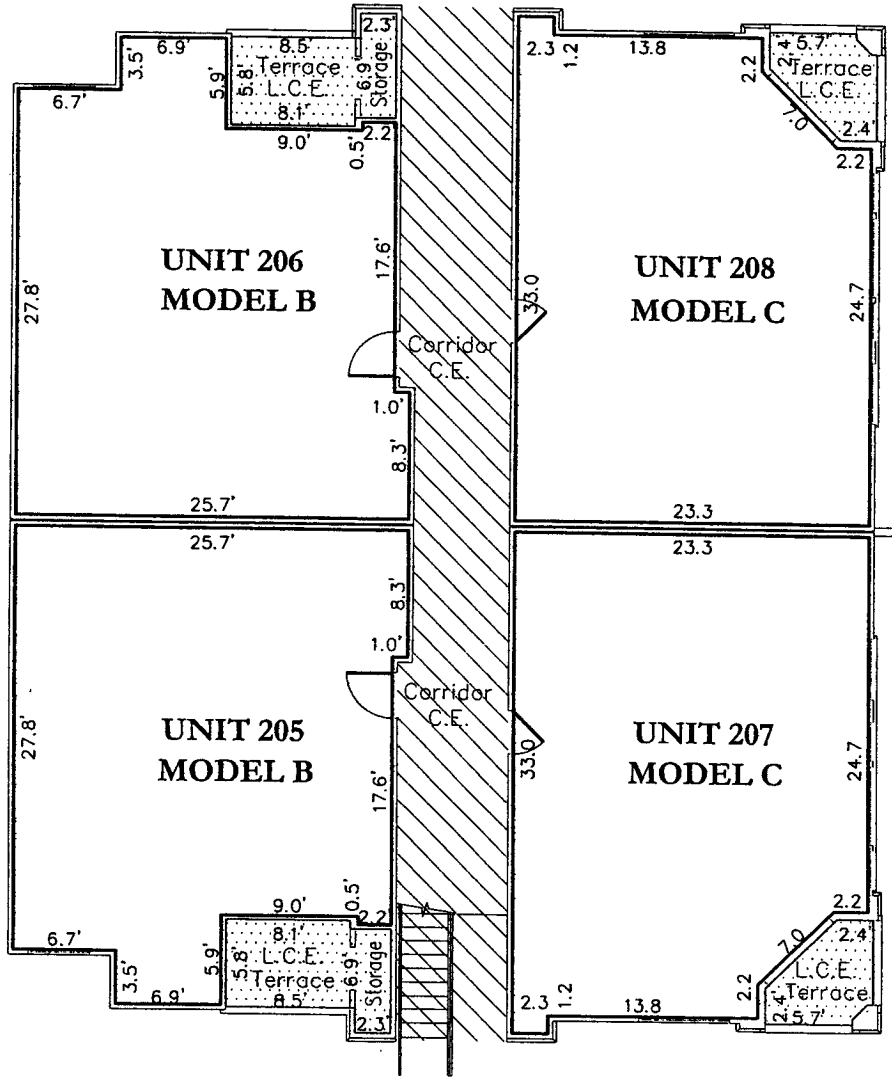 2.3'
6.9'
8.5'
2.3
1.2
13.8
5.7'
3.5'
5.9'
5.8'
Terrace
L.C.E.
6.9'
Storage
2.2
2.4'
Terrace
L.C.E.
6.7'
8.1'
7.0
2.4'
9.0'
0.5'
2.2'
2.2
UNIT 206
MODEL B
17.6'
27.8'
UNIT 208
MODEL C
33.0
24.7
Corridor
C.E.
1.0'
8.3'
25.7'
23.3
25.7'
23.3
8.3'
1.0'
Corridor
C.E.
UNIT 205
MODEL B
27.8'
17.6'
UNIT 207
MODEL C
33.0
24.7
9.0'
0.5'
2.2'
2.2
6.7'
8.1'
7.0
2.4'
3.5'
5.9'
5.8'
L.C.E.
Terrace
6.9'
Storage
L.C.E.
Terrace
6.9'
8.5'
2.3'
2.3
1.2
13.8
2.2
2.4'
5.7'